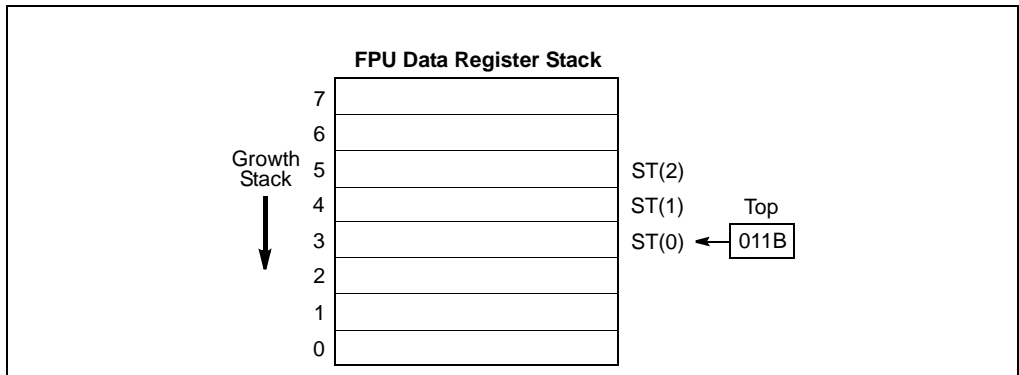 FPU Data Register Stack
7
6
Growth
Stack
5
ST(2)
4
ST(1)
Top
3
ST(0)
011B
2
1
0